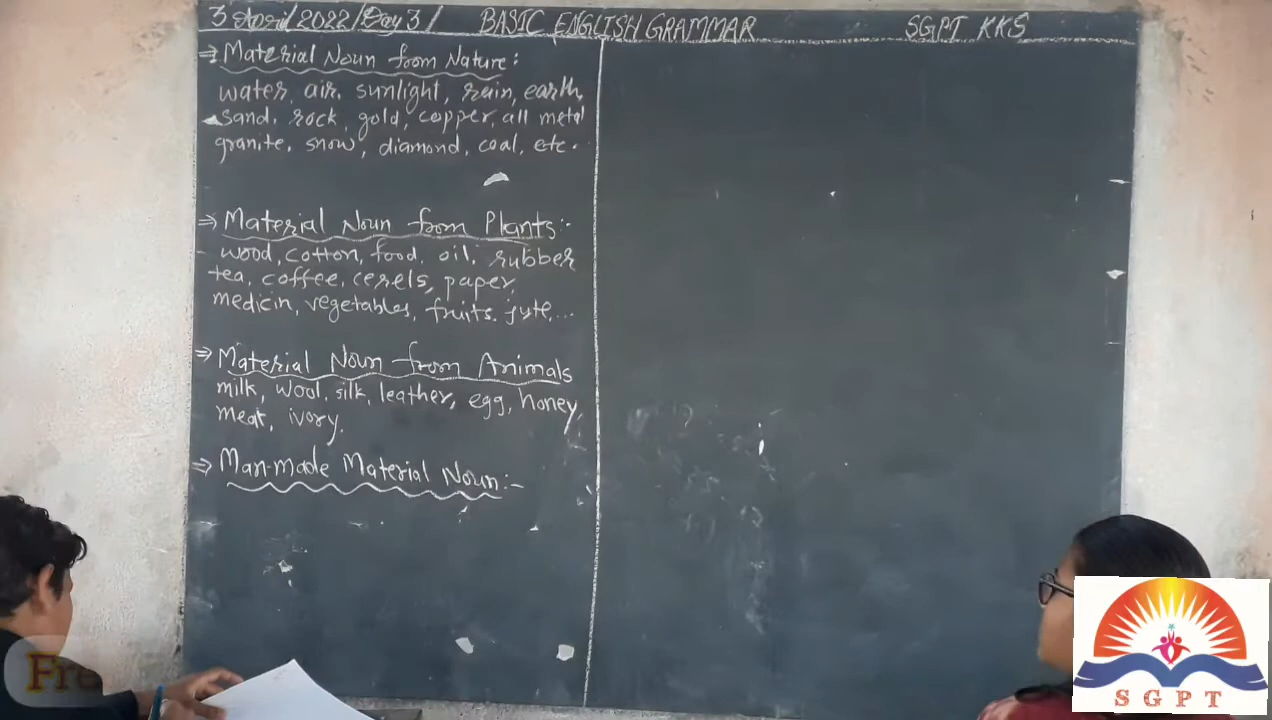 3 April/2022/Day 3/ BASIC ENGLISH GRAMMAR SGPT KKS
⇒ Material Noun from Nature:
water, air, sunlight, rain, earth,
sand, rock, gold, copper, all metal
granite, snow, diamond, coal, etc.
⇒ Material Noun from Plants:-
wood, cotton, food, oil, rubber
tea, coffee, cerels, paper,
medicin, vegetables, fruits, jute,...
⇒ Material Noun from Animals
milk, wool, silk, leather, egg, honey,
meat, ivory.
⇒ Man-made Material Noun:-
Fre
SGPT